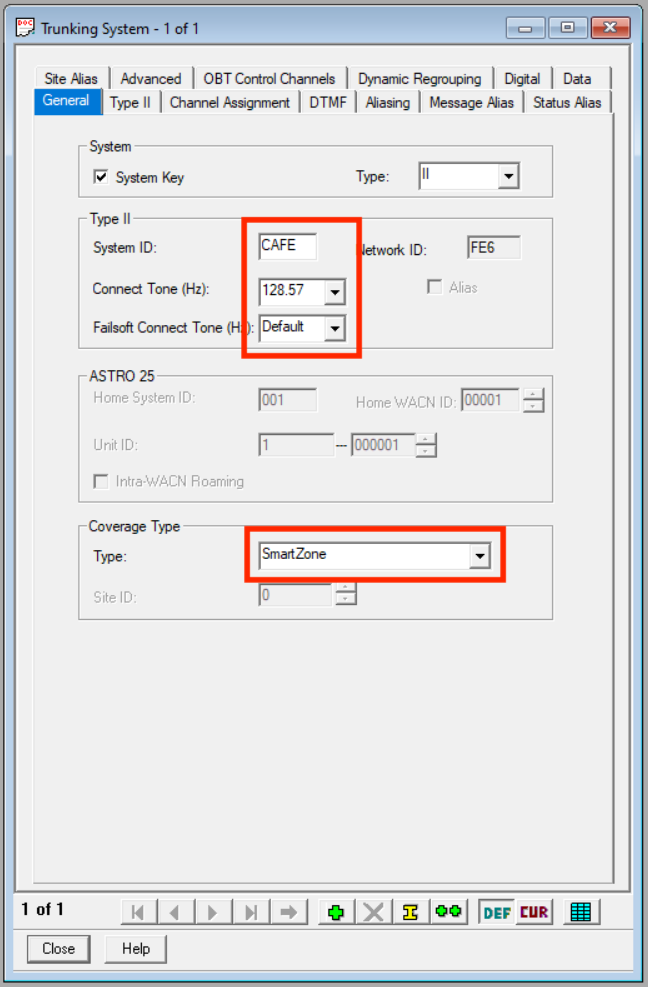 Trunking System - 1 of 1
Site Alias Advanced OBT Control Channels Dynamic Regrouping Digital Data
General Type II Channel Assignment DTMF Aliasing Message Alias Status Alias
System
System Key Type: II
Type II
System ID: CAFE Network ID: FE6
Connect Tone (Hz): 128.57 Alias
Failsoft Connect Tone (Hz): Default
ASTRO 25
Home System ID: 001 Home WACN ID: 00001
Unit ID: 1 --- 000001
Intra-WACN Roaming
Coverage Type
Type: SmartZone
Site ID: 0
1 of 1 DEF CUR
Close Help